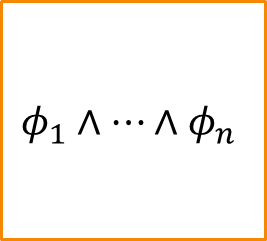 𝜙₁ ∧ ⋯ ∧ 𝜙ₙ